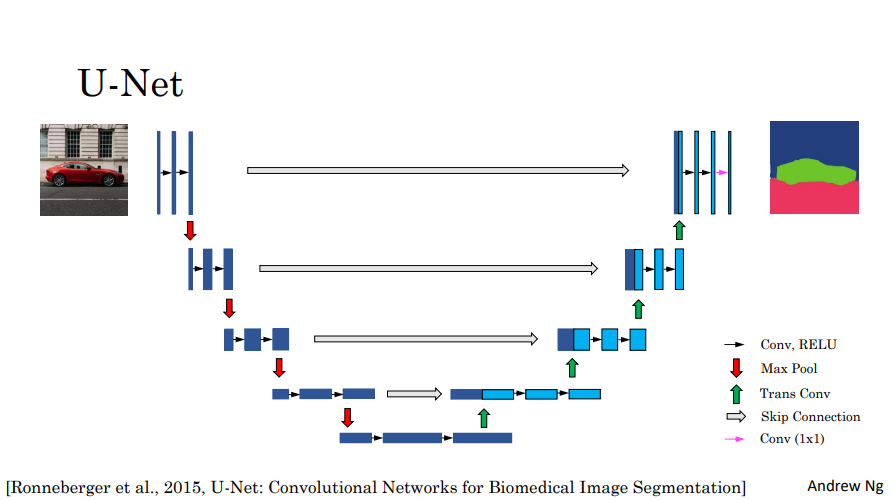 U-Net
Conv, RELU
Max Pool
Trans Conv
Skip Connection
Conv (1x1)
[Ronneberger et al., 2015, U-Net: Convolutional Networks for Biomedical Image Segmentation]
Andrew Ng